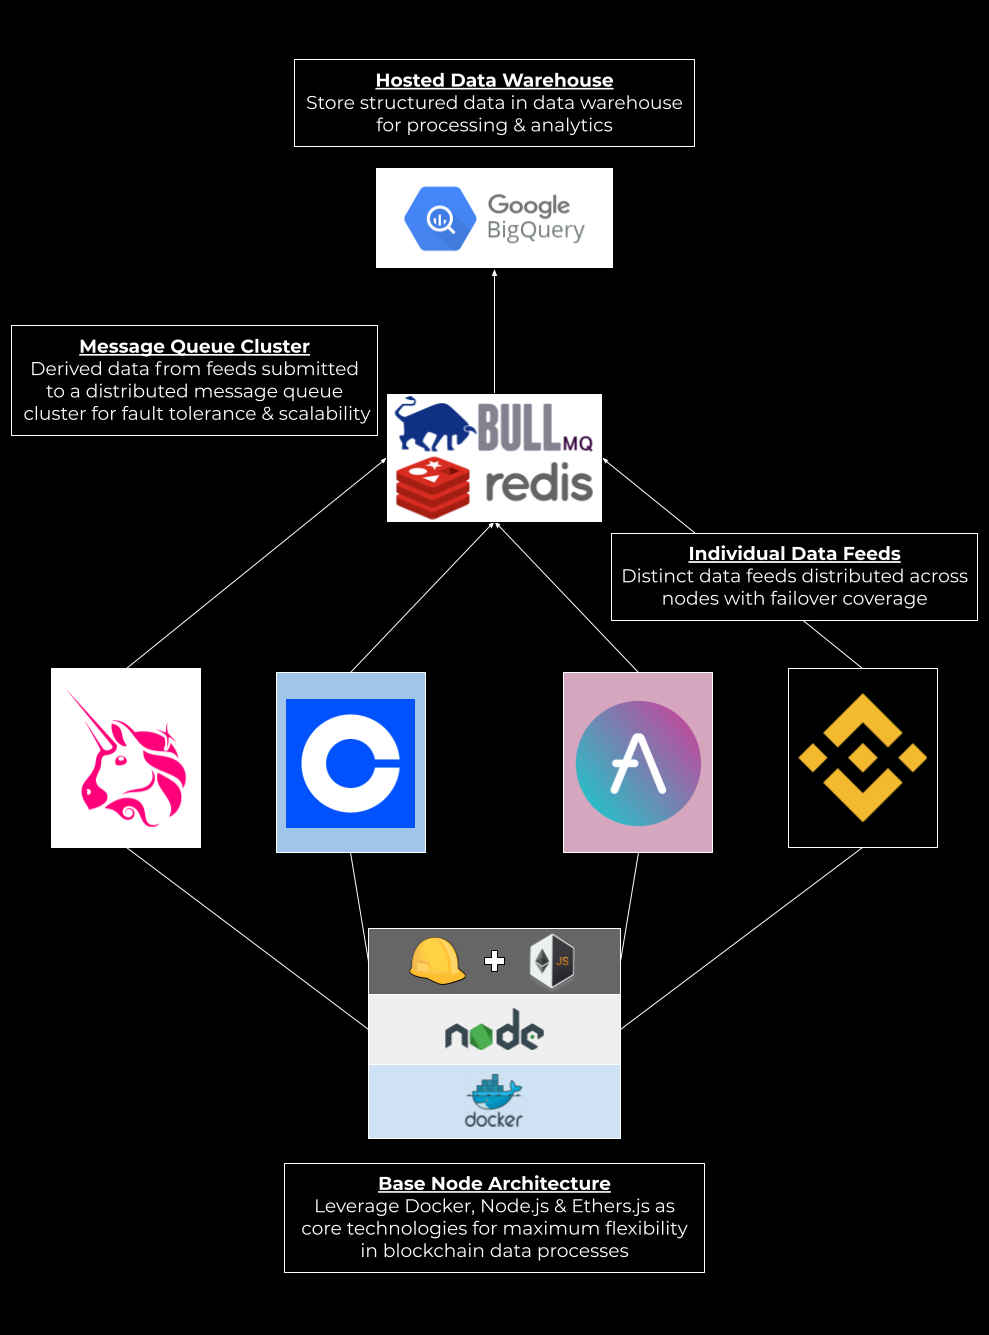 Hosted Data Warehouse
Store structured data in data warehouse
for processing & analytics
Google
BigQuery
Message Queue Cluster
Derived data from feeds submitted
to a distributed message queue
cluster for fault tolerance & scalability
BULLMQ
redis
Individual Data Feeds
Distinct data feeds distributed across
nodes with failover coverage
JS
node
docker
Base Node Architecture
Leverage Docker, Node.js & Ethers.js as
core technologies for maximum flexibility
in blockchain data processes